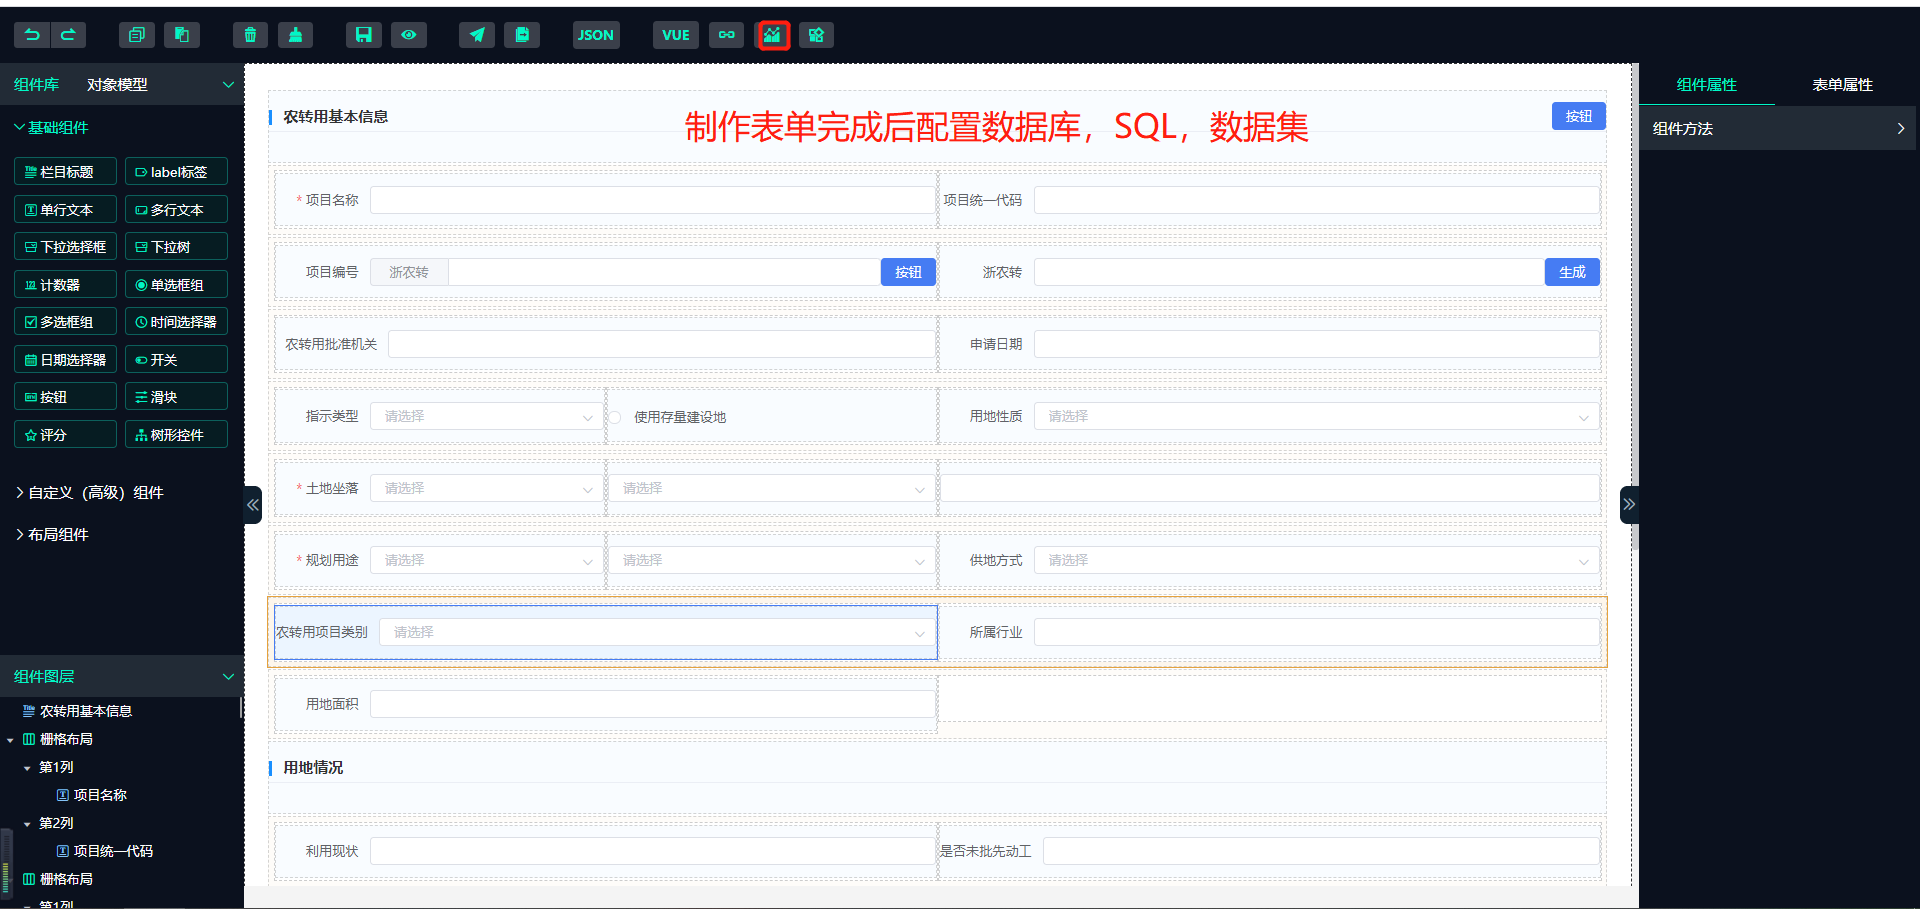 JSON
VUE
组件库 对象模型
基础组件
栏目标题 label标签
单行文本 多行文本
下拉选择框 下拉树
计数器 单选框组
多选框组 时间选择器
日期选择器 开关
按钮 滑块
评分 树形控件
自定义（高级）组件
布局组件
组件图层
农转用基本信息
栅格布局
第1列
项目名称
第2列
项目统一代码
栅格布局
第1列
农转用基本信息
制作表单完成后配置数据库，SQL，数据集
按钮
* 项目名称 项目统一代码
项目编号 浙农转 按钮 浙农转 生成
农转用批准机关 申请日期
指示类型 请选择 使用存量建设地 用地性质 请选择
* 土地坐落 请选择 请选择
* 规划用途 请选择 请选择 供地方式 请选择
农转用项目类别 请选择 所属行业
用地面积
用地情况
利用现状 是否未批先动工
组件属性 表单属性
组件方法